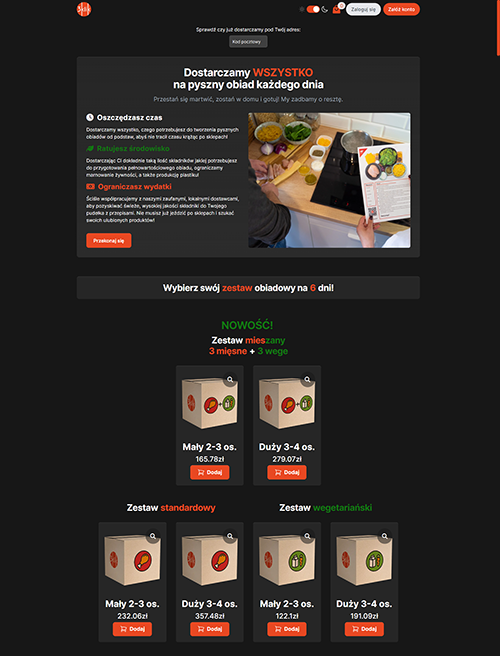 Zaloguj się
Załóż konto
Sprawdź czy już dostarczamy pod Twój adres:
Kod pocztowy
Dostarczamy WSZYSTKO
na pyszny obiad każdego dnia
Przestań się martwić, zostań w domu i gotuj! My zadbamy o resztę.
Oszczędzasz czas
Dostarczamy wszystko, czego potrzebujesz do tworzenia pysznych
obiadów od podstaw, abyś nie tracił czasu krążąc po sklepach!
Ratujesz środowisko
Dostarczając Ci dokładnie taką ilość składników jakiej potrzebujesz
do przygotowania pełnowartościowego obiadu, ograniczamy
marnowanie żywności, a także produkcję plastiku!
Ograniczasz wydatki
Ściśle współpracujemy z naszymi zaufanymi, lokalnymi dostawcami,
aby pozyskiwać świeże, wysokiej jakości składniki do Twojego
pudełka z przepisami. Nie musisz już jeździć po sklepach i szukać
swoich ulubionych produktów!
Przekonaj się
Wybierz swój zestaw obiadowy na 6 dni!
NOWOŚĆ!
Zestaw mieszany
3 mięsne + 3 wege
Mały 2-3 os.
165.78zł
Dodaj
Duży 3-4 os.
279.07zł
Dodaj
Zestaw standardowy
Zestaw wegetariański
Mały 2-3 os.
232.06zł
Dodaj
Duży 3-4 os.
357.48zł
Dodaj
Mały 2-3 os.
122.1zł
Dodaj
Duży 3-4 os.
191.09zł
Dodaj